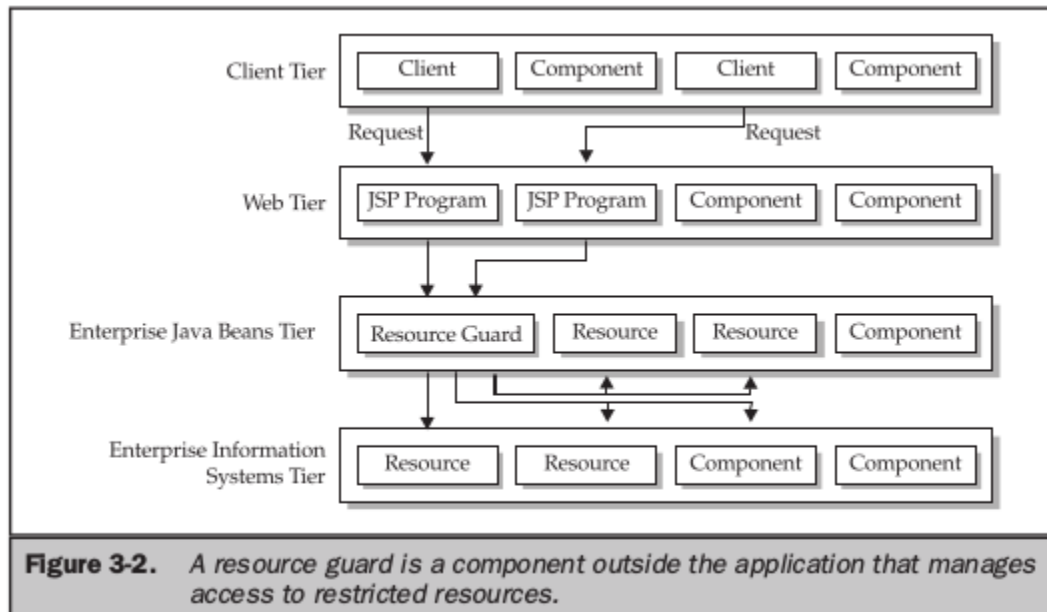 Client Tier
Client Component Client Component
Request Request
Web Tier
JSP Program JSP Program Component Component
Enterprise Java Beans Tier
Resource Guard Resource Resource Component
Enterprise Information
Systems Tier
Resource Resource Component Component
Figure 3-2. A resource guard is a component outside the application that manages
access to restricted resources.